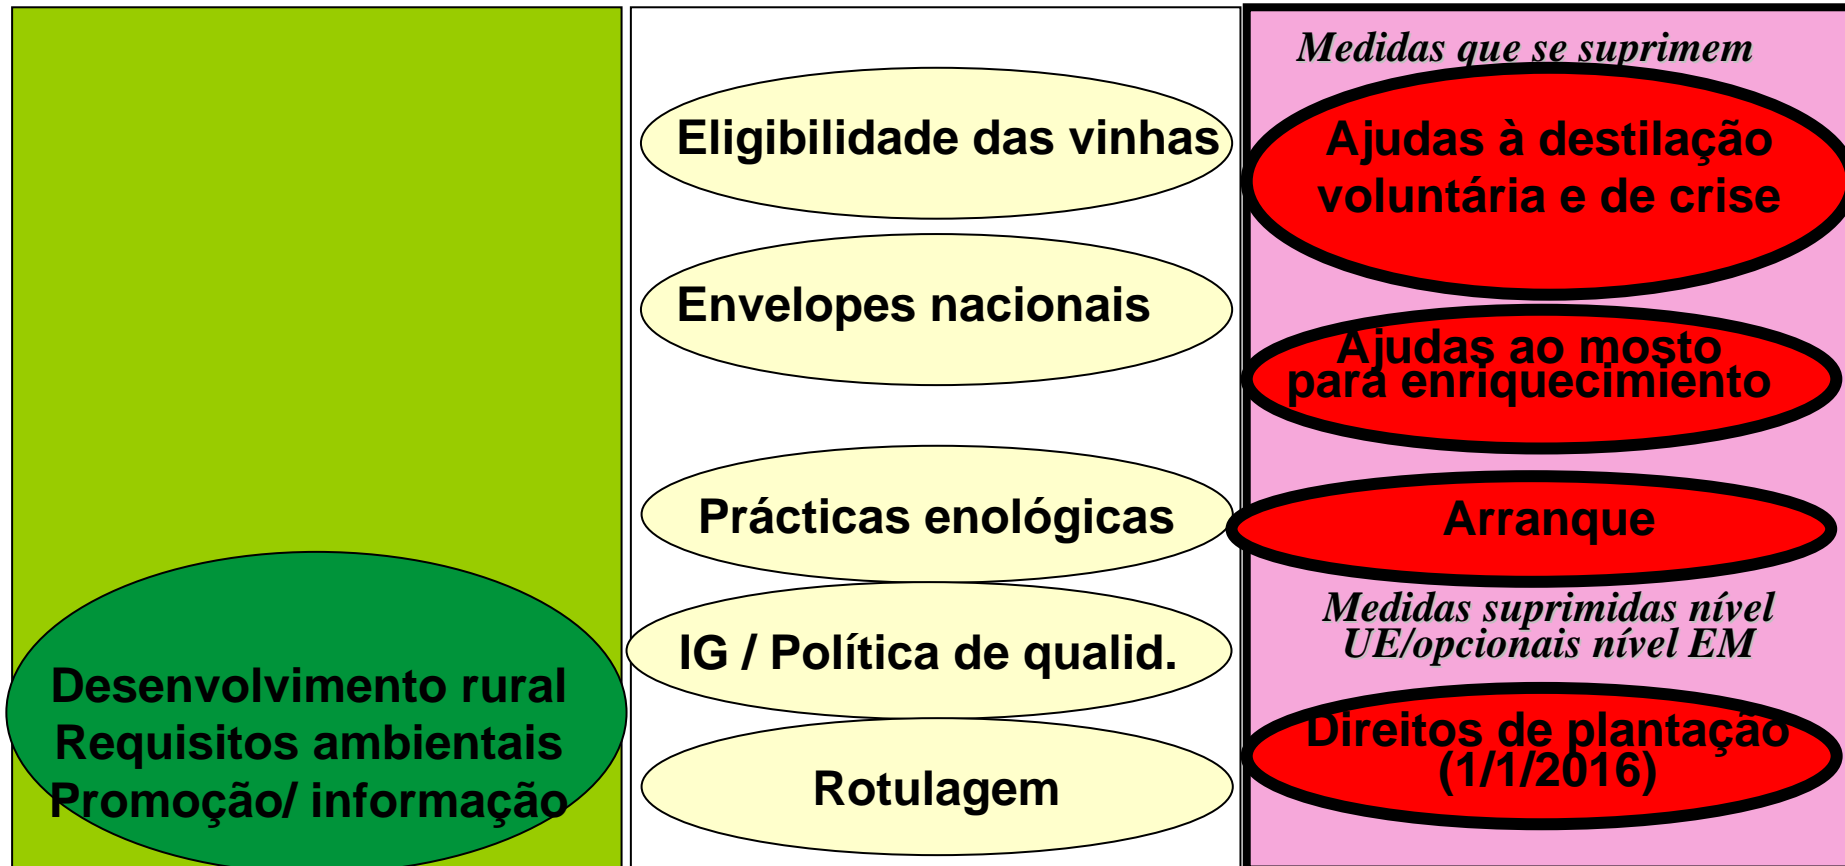 Desenvolvimento rural
Requisitos ambientais
Promoção/ informação
Eligibilidade das vinhas
Envelopes nacionais
Prácticas enológicas
IG / Política de qualid.
Rotulagem
Medidas que se suprimem
Ajudas à destilação
voluntária e de crise
Ajudas ao mosto
para enriquecimiento
Arranque
Medidas suprimidas nível
UE/opcionais nível EM
Direitos de plantação
(1/1/2016)